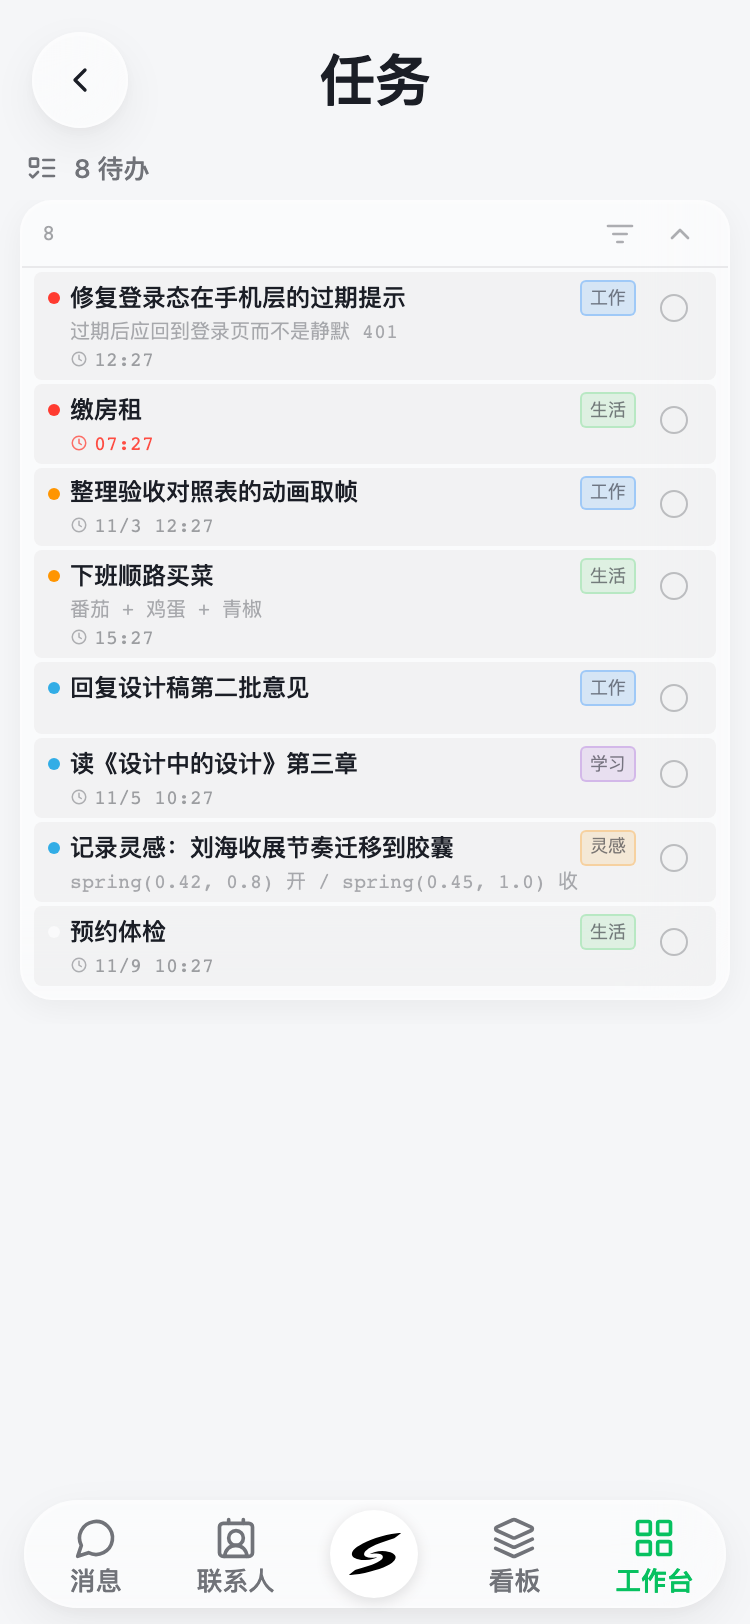 任务
8 待办
8
修复登录态在手机层的过期提示
工作
过期后应回到登录页而不是静默 401
12:27
缴房租
生活
07:27
整理验收对照表的动画取帧
工作
11/3 12:27
下班顺路买菜
生活
番茄 + 鸡蛋 + 青椒
15:27
回复设计稿第二批意见
工作
读《设计中的设计》第三章
学习
11/5 10:27
记录灵感：刘海收展节奏迁移到胶囊
灵感
spring(0.42, 0.8) 开 / spring(0.45, 1.0) 收
预约体检
生活
11/9 10:27
消息
联系人
看板
工作台